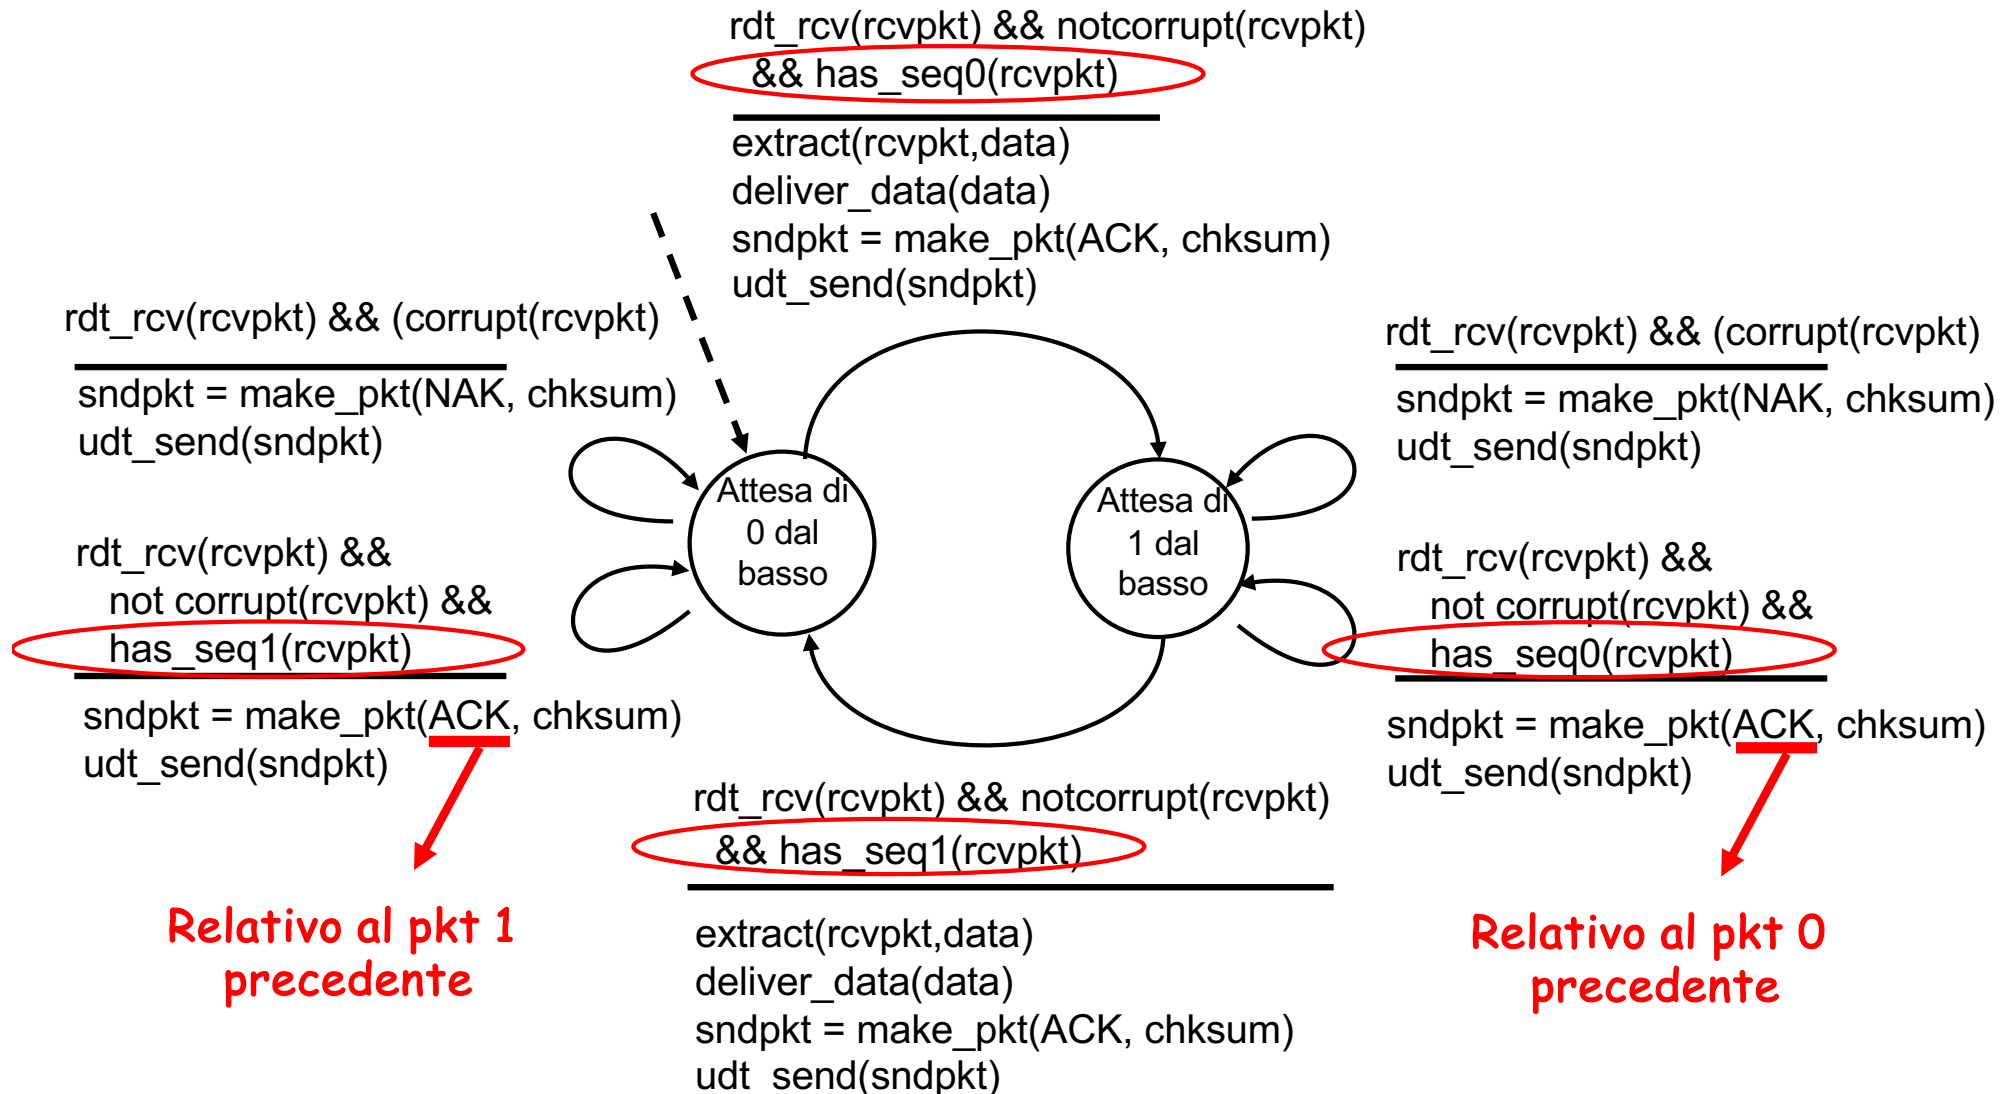 rdt_rcv(rcvpkt) && notcorrupt(rcvpkt)
&& has_seq0(rcvpkt)
extract(rcvpkt,data)
deliver_data(data)
sndpkt = make_pkt(ACK, chksum)
udt_send(sndpkt)
rdt_rcv(rcvpkt) && (corrupt(rcvpkt)
sndpkt = make_pkt(NAK, chksum)
udt_send(sndpkt)
rdt_rcv(rcvpkt) &&
not corrupt(rcvpkt) &&
has_seq1(rcvpkt)
sndpkt = make_pkt(ACK, chksum)
udt_send(sndpkt)
Relativo al pkt 1
precedente
Attesa di
0 dal
basso
Attesa di
1 dal
basso
rdt_rcv(rcvpkt) && (corrupt(rcvpkt)
sndpkt = make_pkt(NAK, chksum)
udt_send(sndpkt)
rdt_rcv(rcvpkt) &&
not corrupt(rcvpkt) &&
has_seq0(rcvpkt)
sndpkt = make_pkt(ACK, chksum)
udt_send(sndpkt)
Relativo al pkt 0
precedente
rdt_rcv(rcvpkt) && notcorrupt(rcvpkt)
&& has_seq1(rcvpkt)
extract(rcvpkt,data)
deliver_data(data)
sndpkt = make_pkt(ACK, chksum)
udt_send(sndpkt)